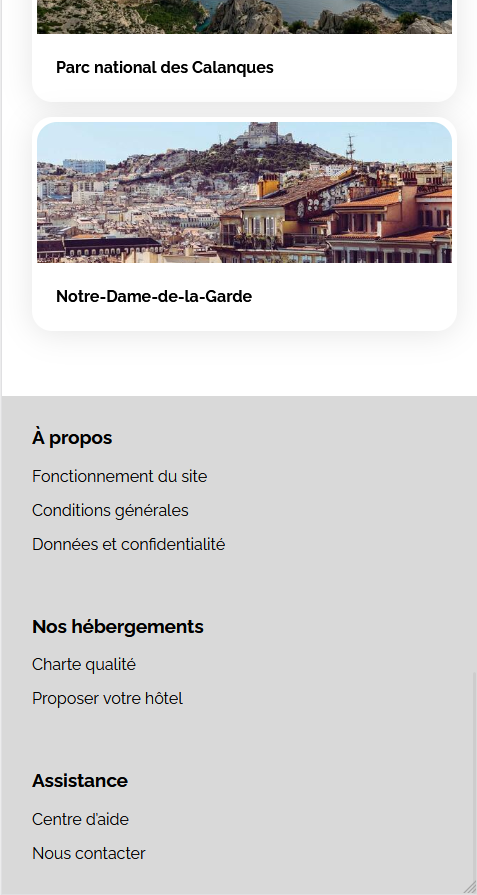 Parc national des Calanques
Notre-Dame-de-la-Garde
À propos
Fonctionnement du site
Conditions générales
Données et confidentialité
Nos hébergements
Charte qualité
Proposer votre hôtel
Assistance
Centre d'aide
Nous contacter